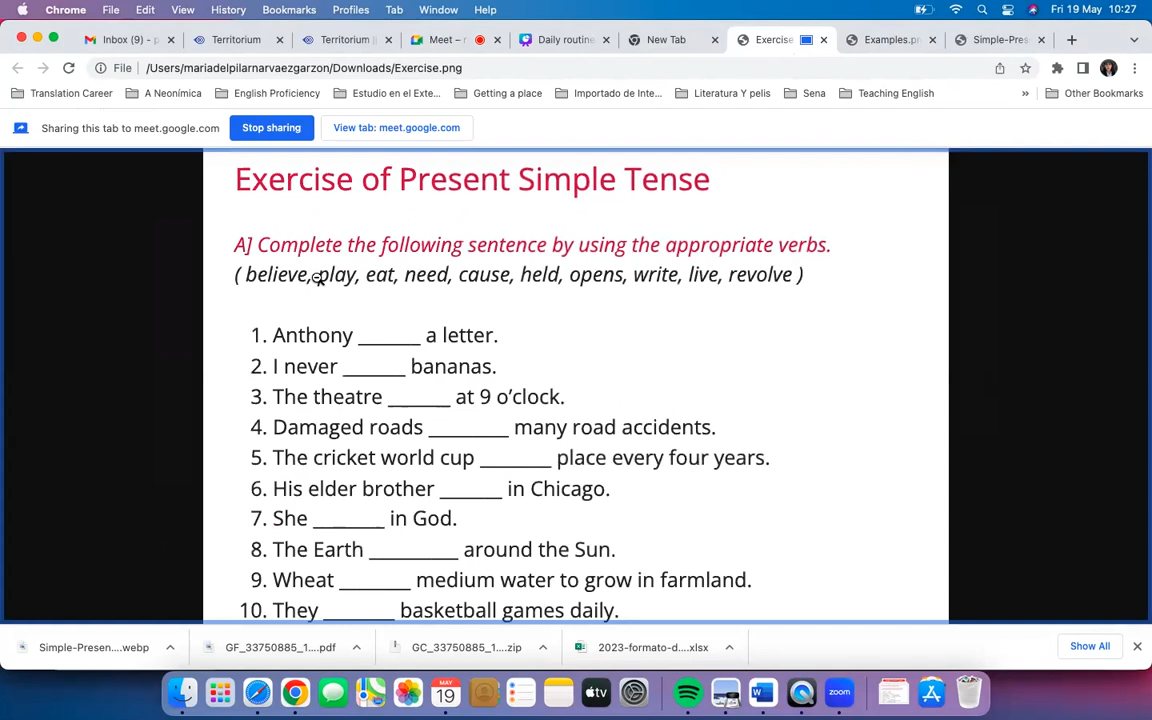 Chrome File Edit View History Bookmarks Profiles Tab Window Help Fri 19 May 10:27
Inbox (9) – p Territorium Territorium || Meet – r Daily routine New Tab Exercise Examples.pn Simple-Pres
File /Users/mariadelpilarnarvaezgarzon/Downloads/Exercise.png
Translation Career A Neonímica English Proficiency Estudio en el Exte... Getting a place Importado de Inte... Literatura Y pelis Sena Teaching English » Other Bookmarks
Sharing this tab to meet.google.com Stop sharing View tab: meet.google.com
Exercise of Present Simple Tense
A] Complete the following sentence by using the appropriate verbs.
( believe, play, eat, need, cause, held, opens, write, live, revolve )
1. Anthony ______ a letter.
2. I never ______ bananas.
3. The theatre ______ at 9 o’clock.
4. Damaged roads ________ many road accidents.
5. The cricket world cup _______ place every four years.
6. His elder brother ______ in Chicago.
7. She _______ in God.
8. The Earth _________ around the Sun.
9. Wheat _______ medium water to grow in farmland.
10. They _______ basketball games daily.
Simple-Presen....webp GF_33750885_1....pdf GC_33750885_1....zip 2023-formato-d....xlsx Show All
MAY
19
tv
W
zoom